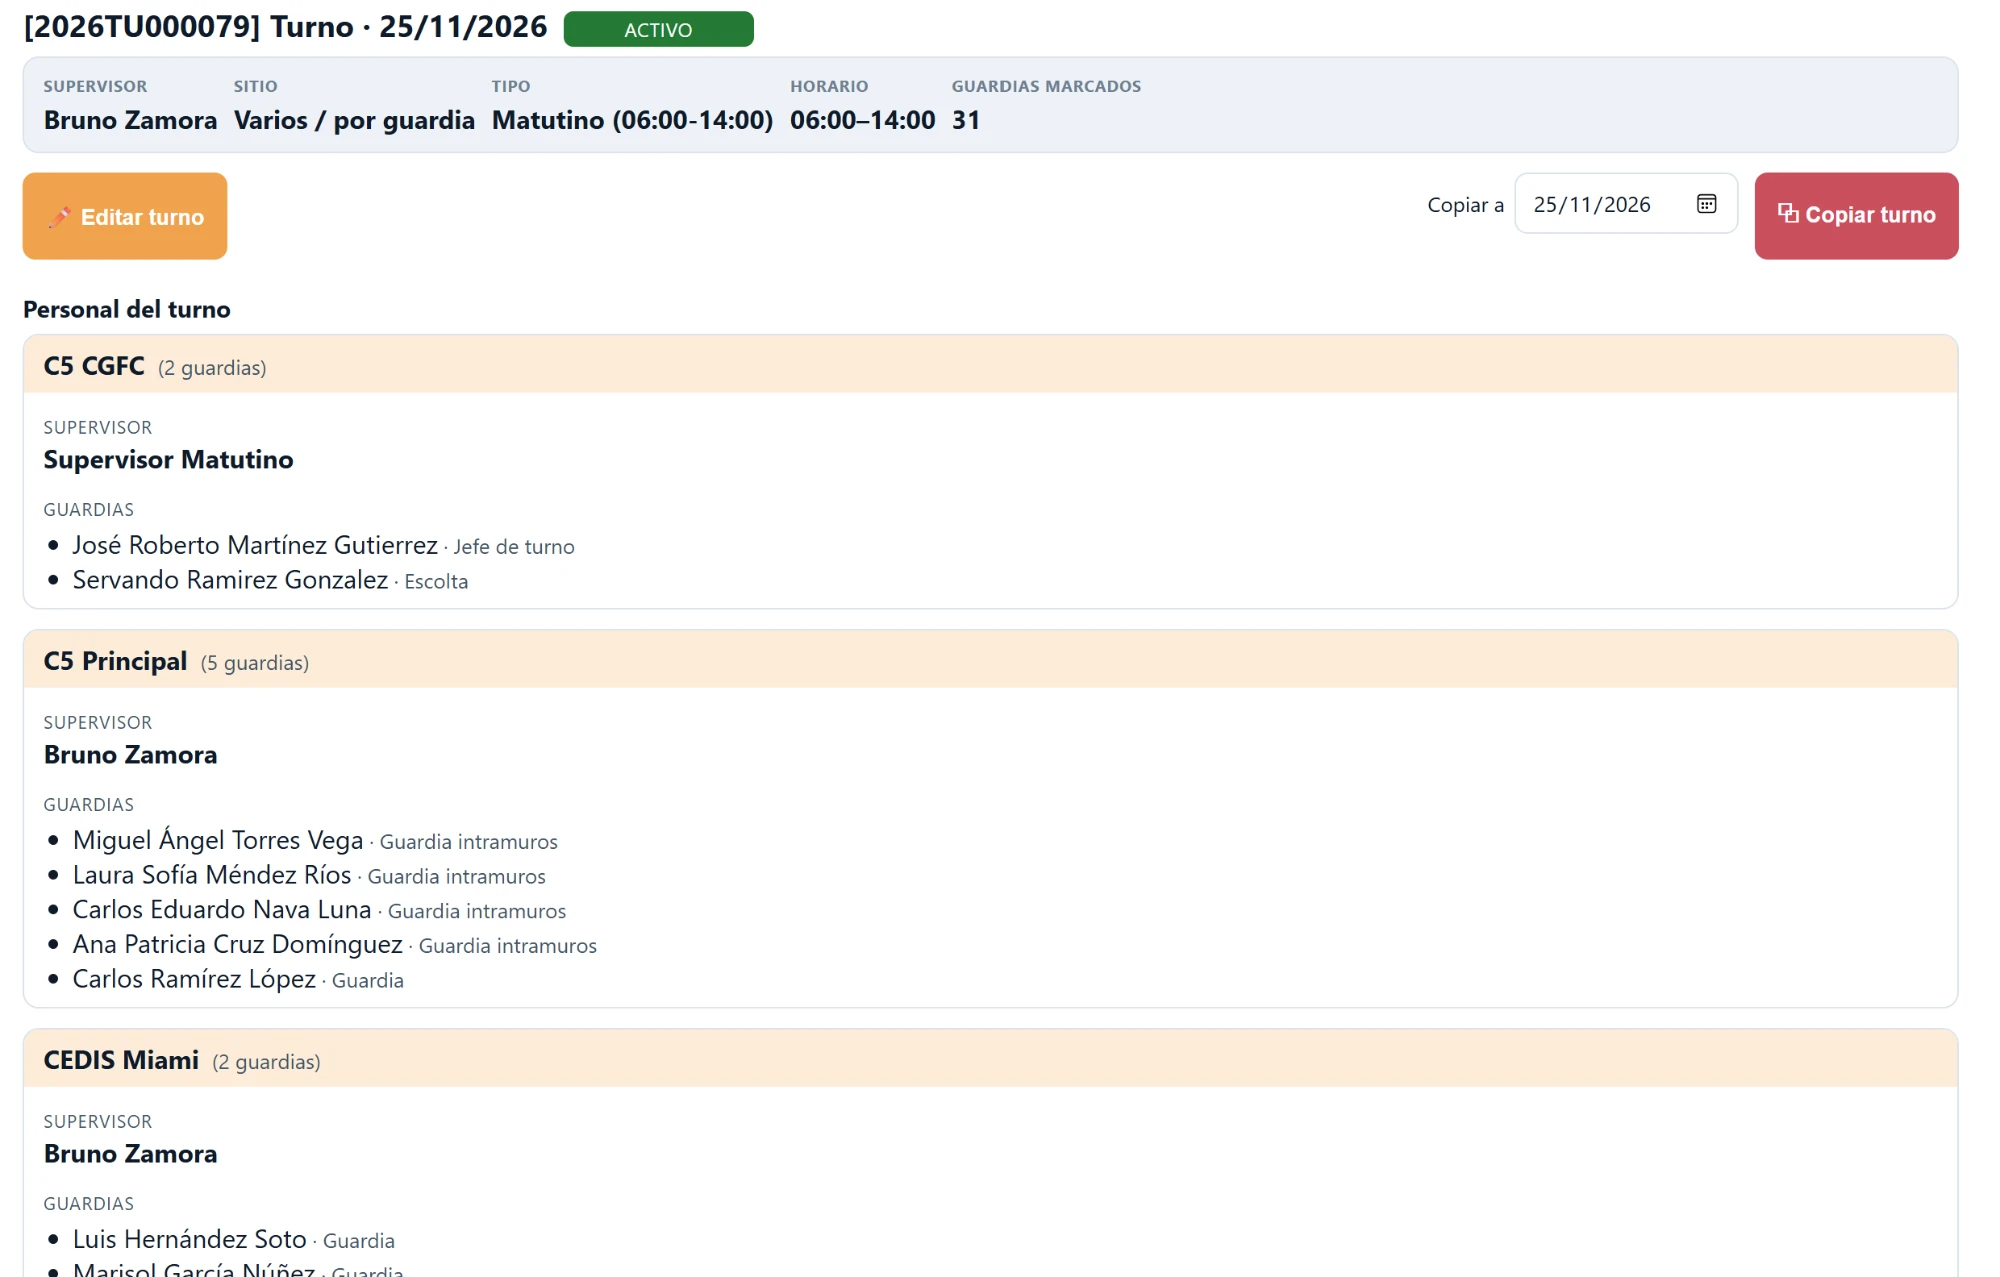 [2026TU000079] Turno · 25/11/2026 ACTIVO
SUPERVISOR SITIO TIPO HORARIO GUARDIAS MARCADOS
Bruno Zamora Varios / por guardia Matutino (06:00-14:00) 06:00–14:00 31
Editar turno Copiar a 25/11/2026 Copiar turno
Personal del turno
C5 CGFC (2 guardias)
SUPERVISOR
Supervisor Matutino
GUARDIAS
• José Roberto Martínez Gutierrez · Jefe de turno
• Servando Ramirez Gonzalez · Escolta
C5 Principal (5 guardias)
SUPERVISOR
Bruno Zamora
GUARDIAS
• Miguel Ángel Torres Vega · Guardia intramuros
• Laura Sofía Méndez Ríos · Guardia intramuros
• Carlos Eduardo Nava Luna · Guardia intramuros
• Ana Patricia Cruz Domínguez · Guardia intramuros
• Carlos Ramírez López · Guardia
CEDIS Miami (2 guardias)
SUPERVISOR
Bruno Zamora
GUARDIAS
• Luis Hernández Soto · Guardia
• Marisol García Núñez · Guardia